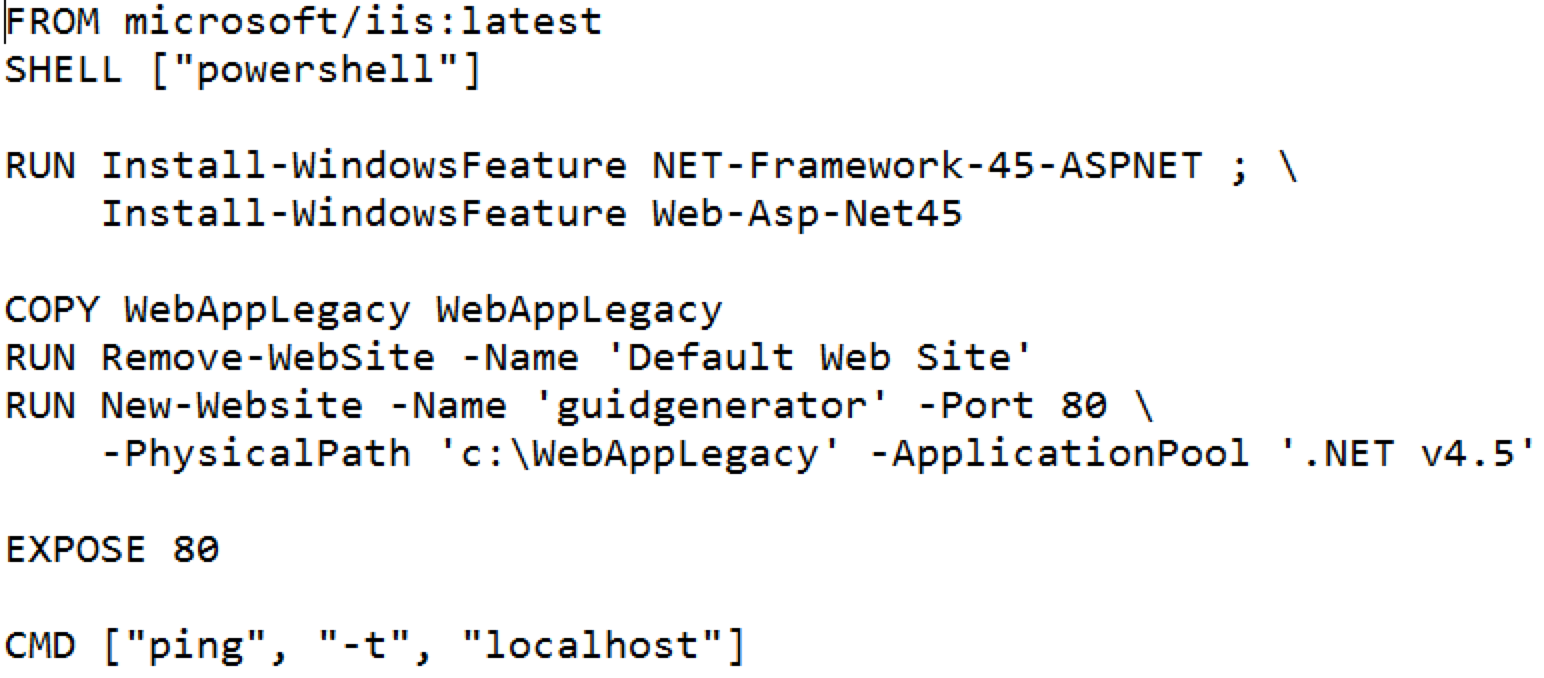 FROM microsoft/iis:latest
SHELL ["powershell"]
RUN Install-WindowsFeature NET-Framework-45-ASPNET ; \
Install-WindowsFeature Web-Asp-Net45
COPY WebAppLegacy WebAppLegacy
RUN Remove-WebSite -Name 'Default Web Site'
RUN New-Website -Name 'guidgenerator' -Port 80 \
-PhysicalPath 'c:\WebAppLegacy' -ApplicationPool '.NET v4.5'
EXPOSE 80
CMD ["ping", "-t", "localhost"]